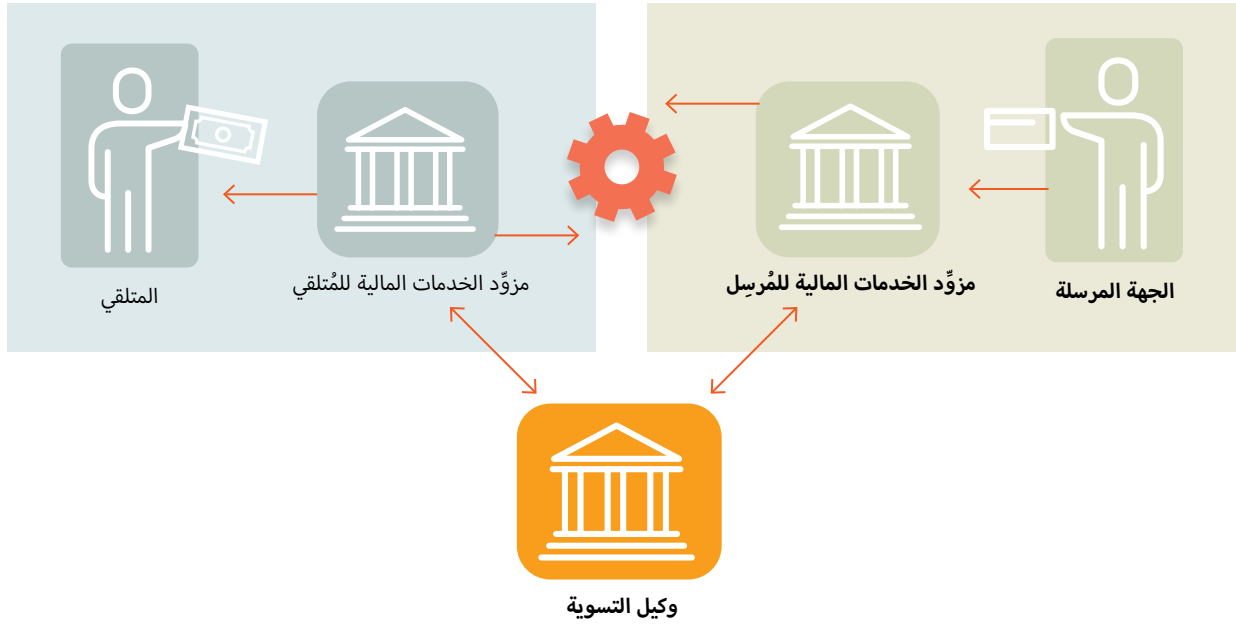 الجهة المرسلة
مزوِّد الخدمات المالية للمُرسِل
مزوِّد الخدمات المالية للمُتلقي
المتلقي
وكيل التسوية